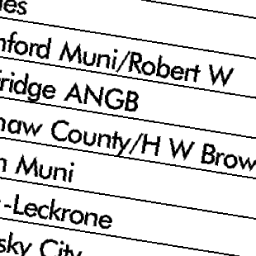 ies
nford Muni/Robert W
fridge ANGB
naw County/H W Brow
n Muni
-Leckrone
sky City